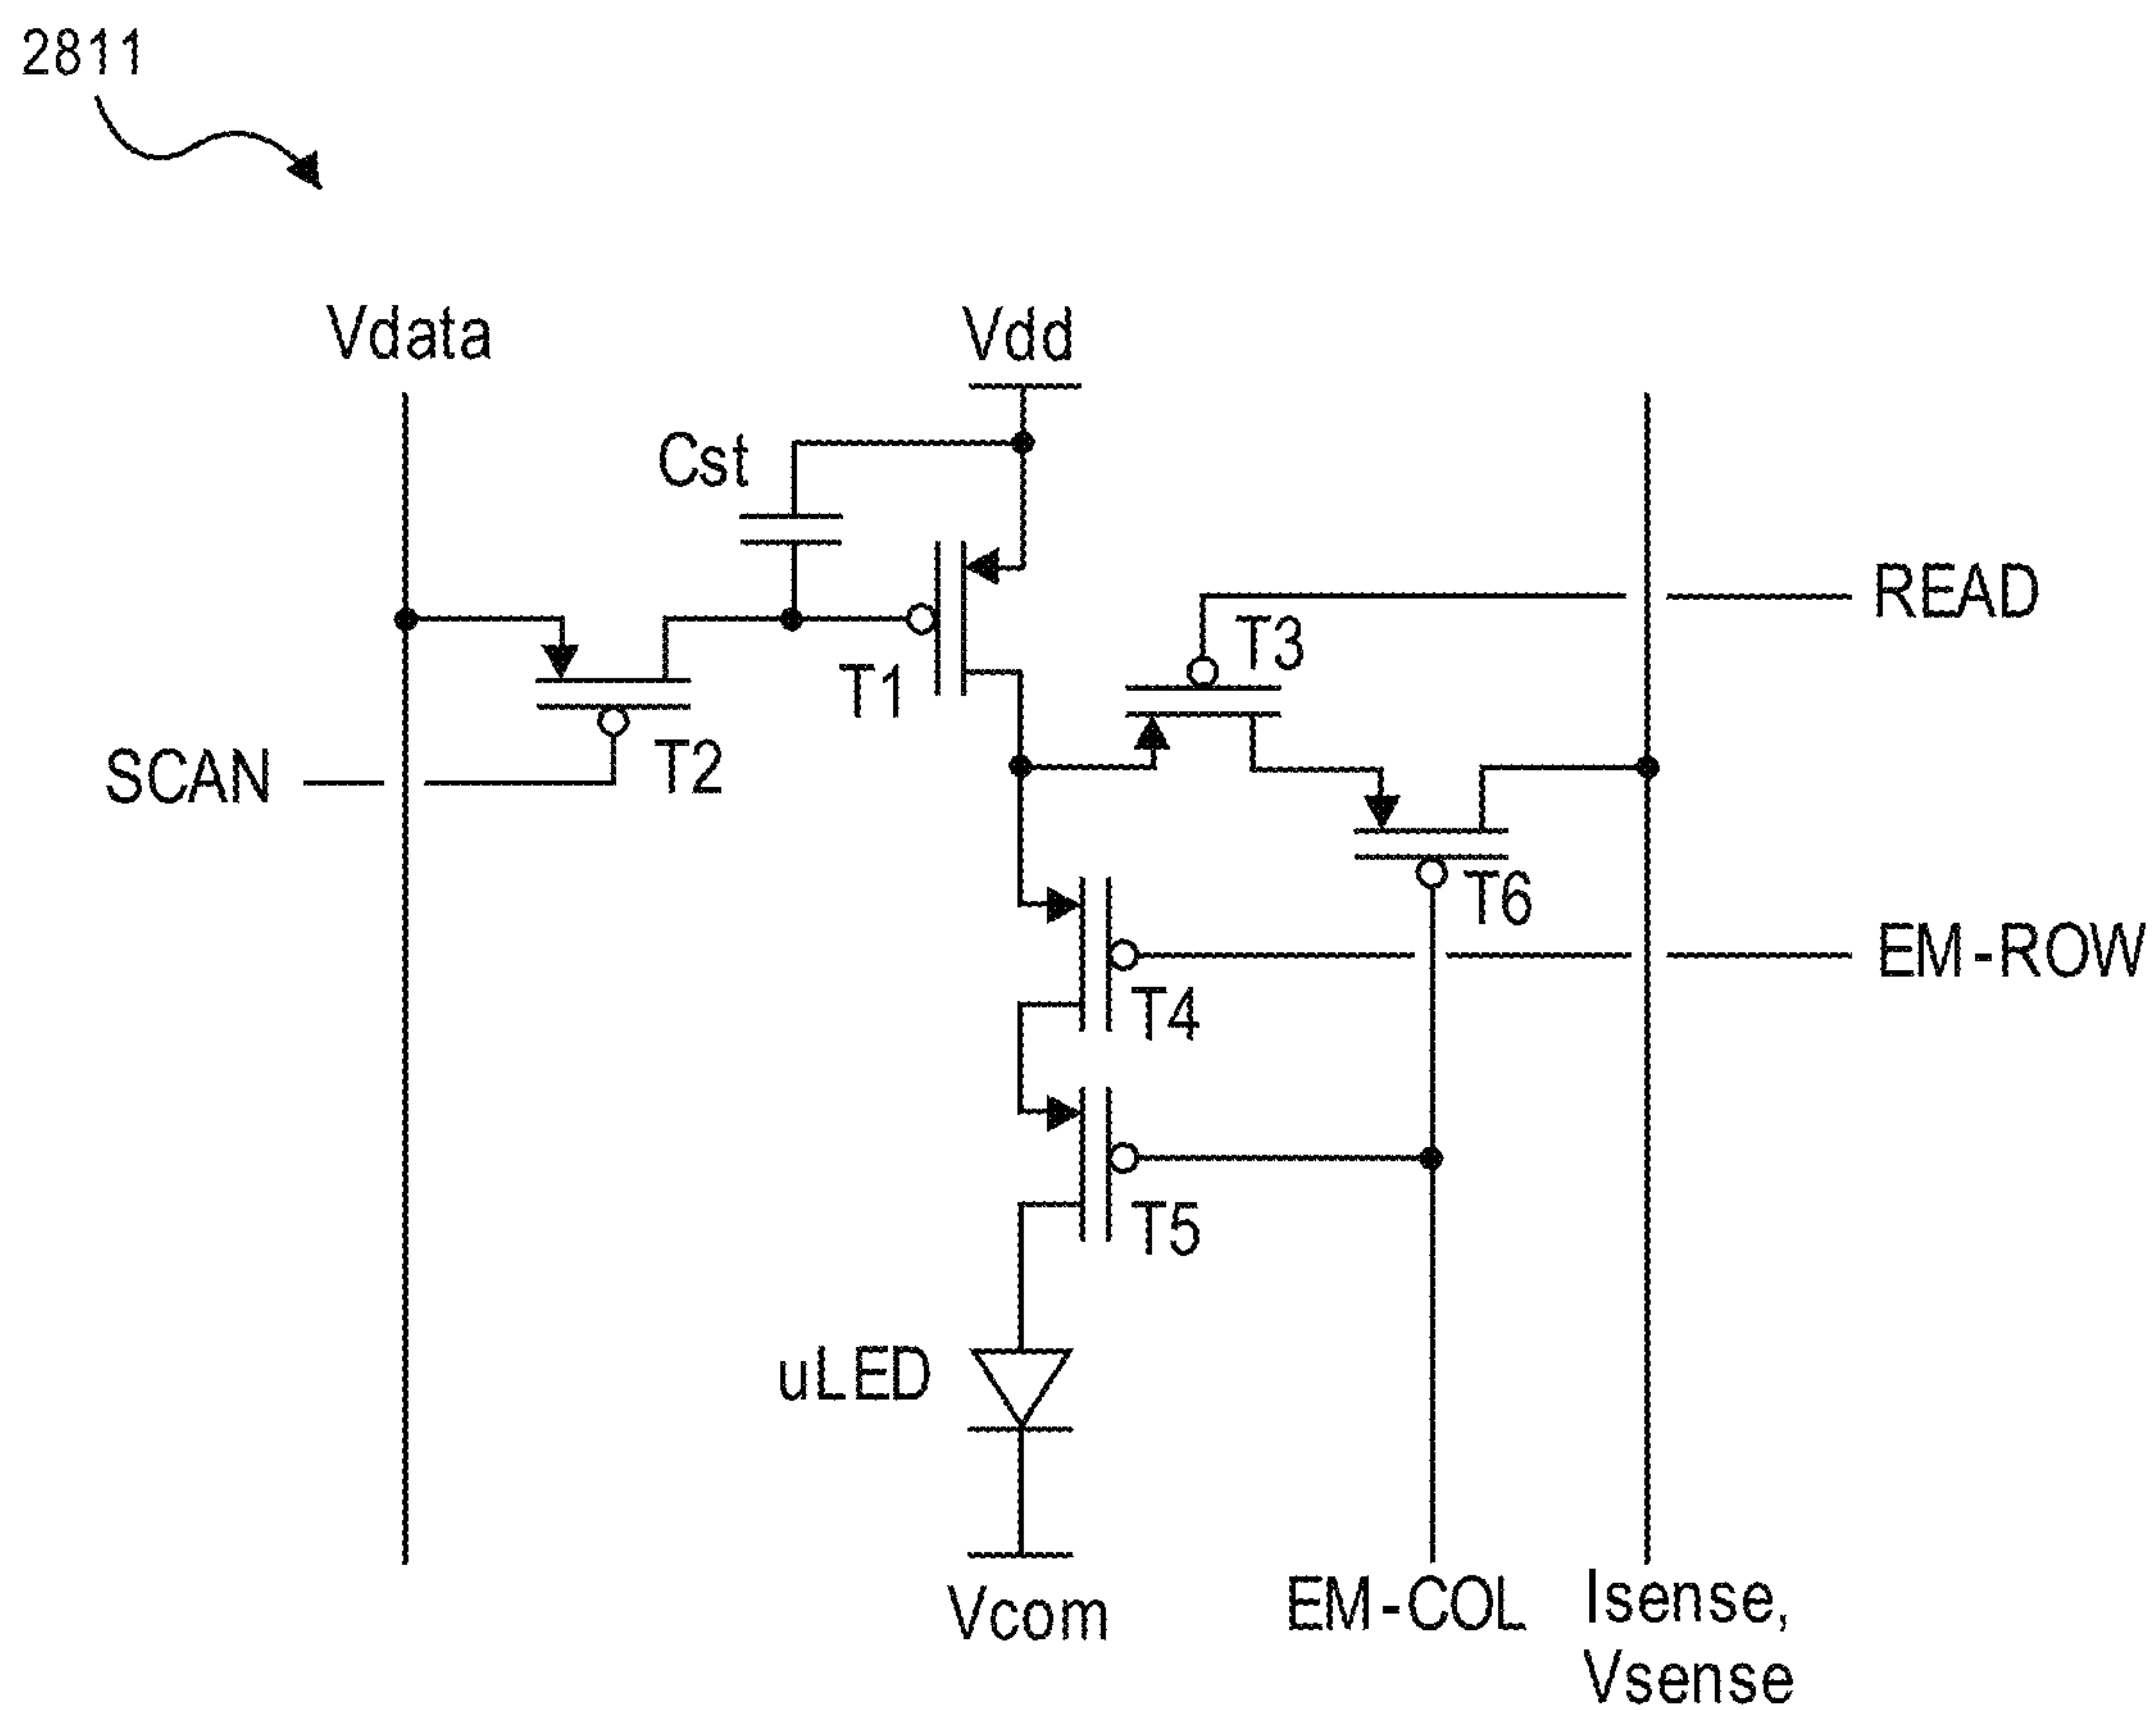 2811
Vdata
Vdd
Cst
READ
T3
T1
T2
SCAN
T6
EM-ROW
T4
T5
uLED
Vcom
EM-COL
Isense,
Vsense